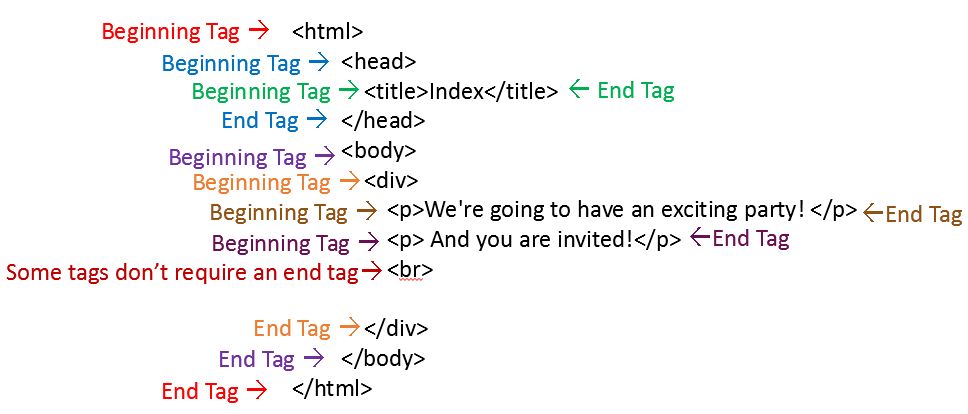 Beginning Tag → <html>
Beginning Tag → <head>
Beginning Tag → <title>Index</title> ← End Tag
End Tag → </head>
Beginning Tag → <body>
Beginning Tag → <div>
Beginning Tag → <p>We're going to have an exciting party! </p> ← End Tag
Beginning Tag → <p> And you are invited!</p> ← End Tag
Some tags don’t require an end tag → <br>
End Tag → </div>
End Tag → </body>
End Tag → </html>